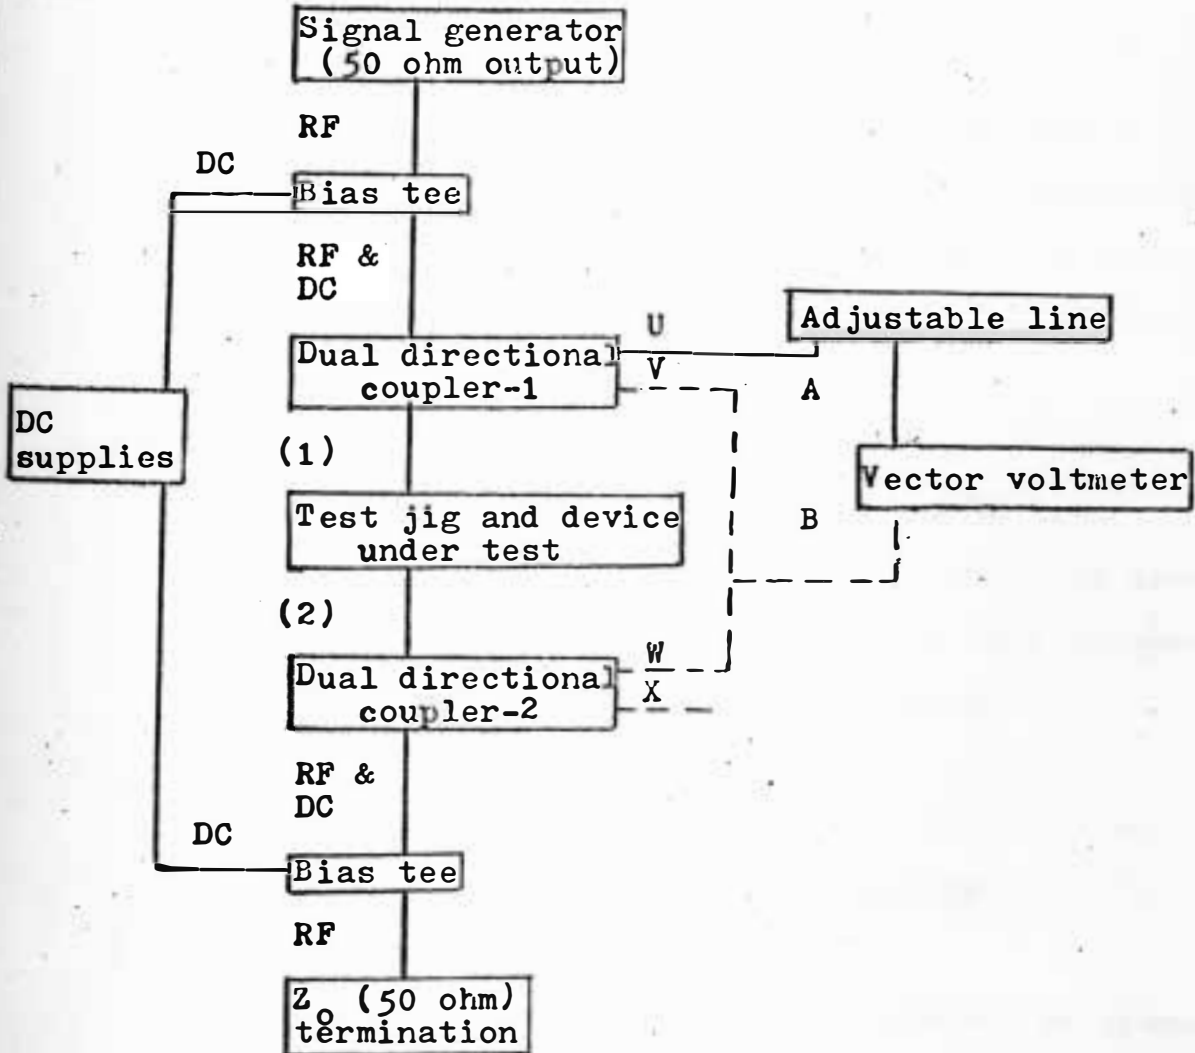 Signal generator
(50 ohm output)
RF
DC
Bias tee
RF &
DC
U
Adjustable line
Dual directional
coupler-1
V
A
DC
supplies
(1)
Vector voltmeter
Test jig and device
under test
B
(2)
W
Dual directional
coupler-2
X
RF &
DC
DC
Bias tee
RF
Zo (50 ohm)
termination